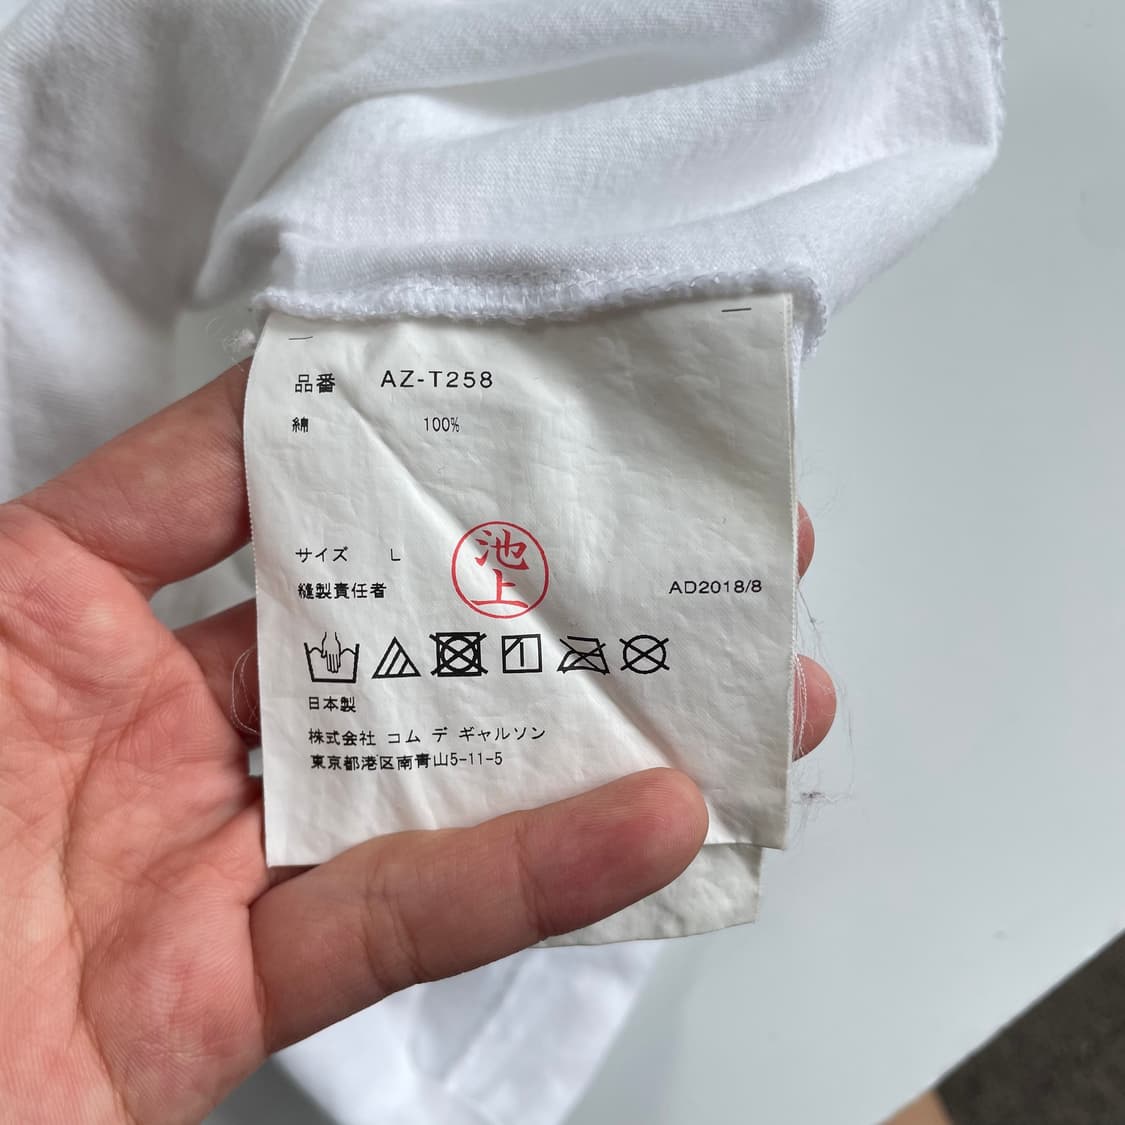 品番 AZ-T258
綿 100%
サイズ L
縫製責任者 池上 AD2018/8
日本製
株式会社 コム デ ギャルソン
東京都港区南青山5-11-5